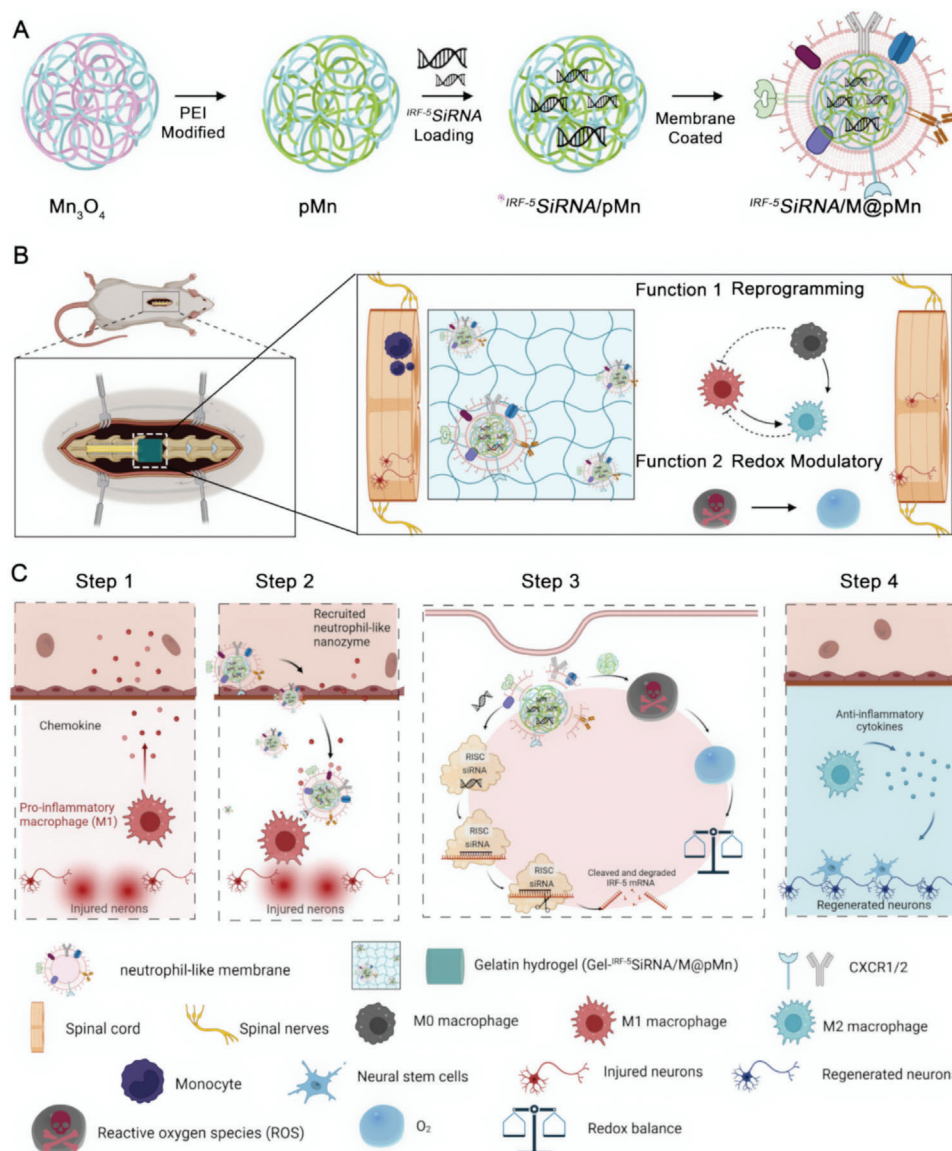 A
PEI
Modified
IRF-5SiRNA
Loading
Membrane
Coated
Mn3O4
pMn
IRF-5SiRNA/pMn
IRF-5SiRNA/M@pMn
B
Function 1 Reprogramming
Function 2 Redox Modulatory
C
Step 1
Step 2
Step 3
Step 4
Chemokine
Pro-inflammatory
macrophage (M1)
Injured nerons
Recruited
neutrophil-like
nanozyme
Injured nerons
RISC
siRNA
RISC
siRNA
RISC
siRNA
Cleaved and degraded
IRF-5 mRNA
Anti-inflammatory
cytokines
Regenerated neurons
neutrophil-like membrane
Gelatin hydrogel (Gel-IRF-5SiRNA/M@pMn)
CXCR1/2
Spinal cord
Spinal nerves
M0 macrophage
M1 macrophage
M2 macrophage
Monocyte
Neural stem cells
Injured neurons
Regenerated neurons
Reactive oxygen species (ROS)
O2
Redox balance